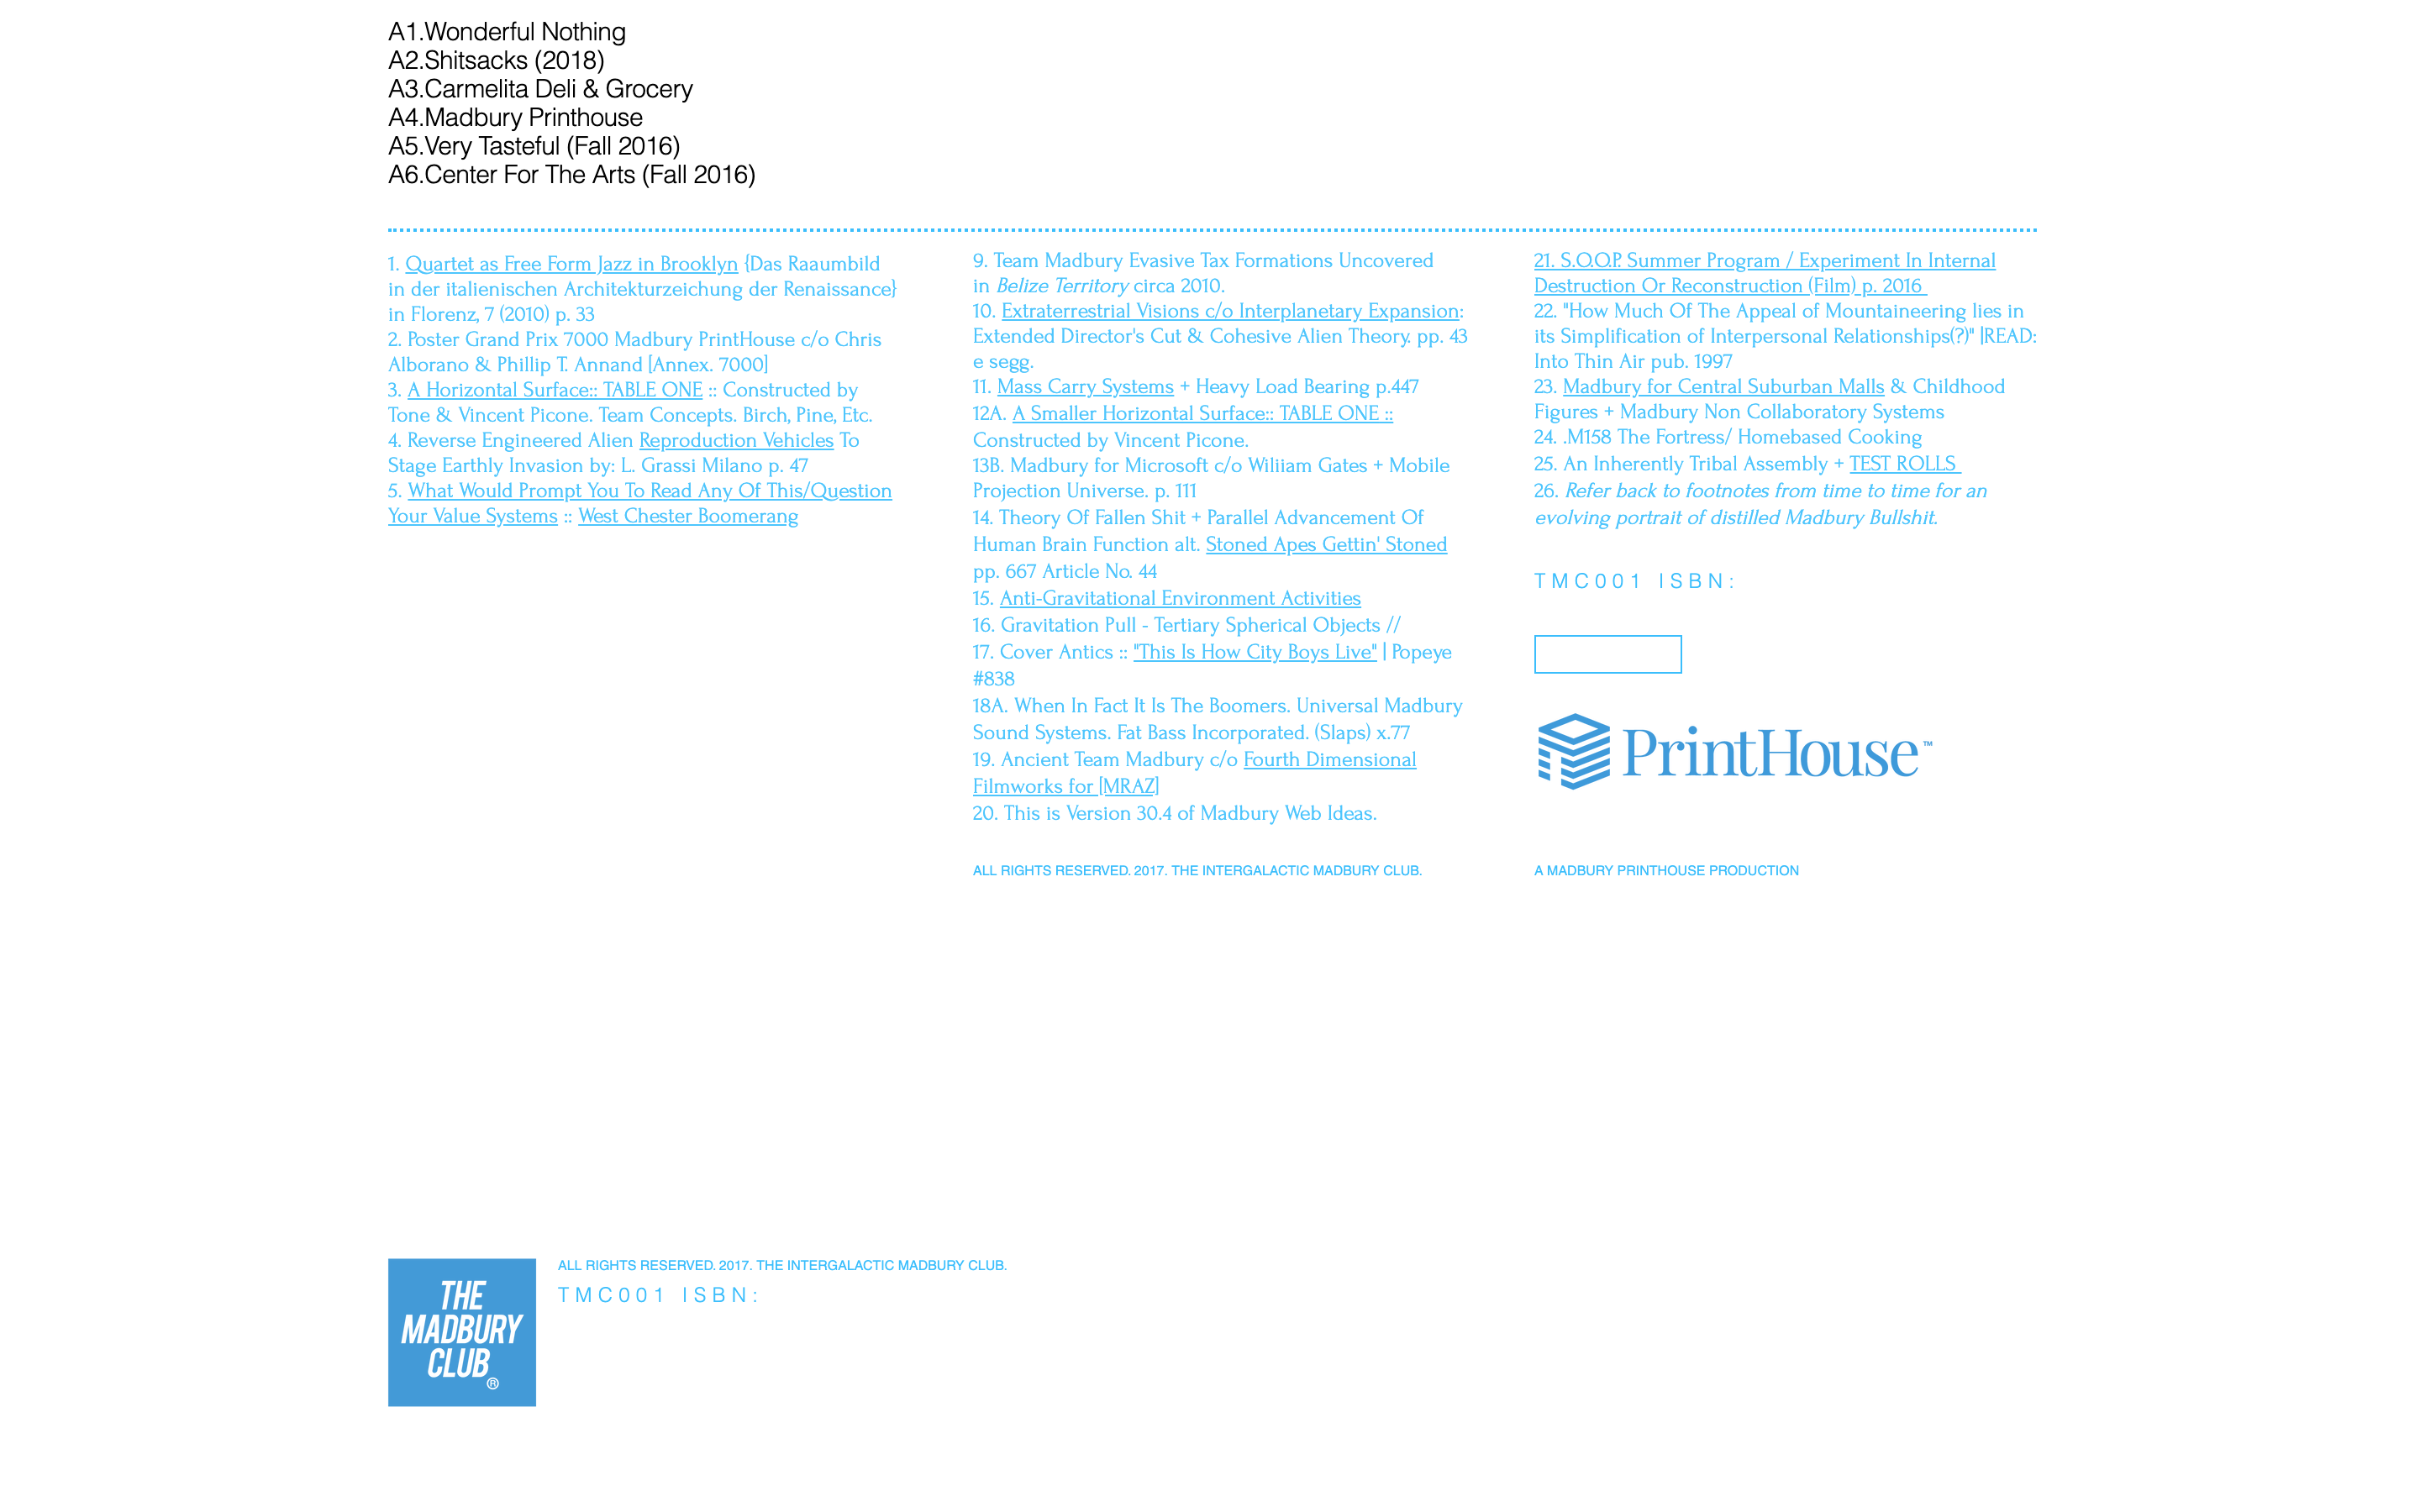 A1.Wonderful Nothing
A2.Shitsacks (2018)
A3.Carmelita Deli & Grocery
A4.Madbury Printhouse
A5.Very Tasteful (Fall 2016)
A6.Center For The Arts (Fall 2016)
1. Quartet as Free Form Jazz in Brooklyn {Das Raaumbild
in der italienischen Architekturzeichung der Renaissance}
in Florenz, 7 (2010) p. 33
2. Poster Grand Prix 7000 Madbury PrintHouse c/o Chris
Alborano & Phillip T. Annand [Annex. 7000]
3. A Horizontal Surface:: TABLE ONE :: Constructed by
Tone & Vincent Picone. Team Concepts. Birch, Pine, Etc.
4. Reverse Engineered Alien Reproduction Vehicles To
Stage Earthly Invasion by: L. Grassi Milano p. 47
5. What Would Prompt You To Read Any Of This/Question
Your Value Systems :: West Chester Boomerang
9. Team Madbury Evasive Tax Formations Uncovered
in Belize Territory circa 2010.
10. Extraterrestrial Visions c/o Interplanetary Expansion:
Extended Director's Cut & Cohesive Alien Theory. pp. 43
e segg.
11. Mass Carry Systems + Heavy Load Bearing p.447
12A. A Smaller Horizontal Surface:: TABLE ONE ::
Constructed by Vincent Picone.
13B. Madbury for Microsoft c/o Wiliiam Gates + Mobile
Projection Universe. p. 111
14. Theory Of Fallen Shit + Parallel Advancement Of
Human Brain Function alt. Stoned Apes Gettin' Stoned
pp. 667 Article No. 44
15. Anti-Gravitational Environment Activities
16. Gravitation Pull - Tertiary Spherical Objects //
17. Cover Antics :: "This Is How City Boys Live" | Popeye
#838
18A. When In Fact It Is The Boomers. Universal Madbury
Sound Systems. Fat Bass Incorporated. (Slaps) x.77
19. Ancient Team Madbury c/o Fourth Dimensional
Filmworks for [MRAZ]
20. This is Version 30.4 of Madbury Web Ideas.
ALL RIGHTS RESERVED. 2017. THE INTERGALACTIC MADBURY CLUB.
21. S.O.O.P. Summer Program / Experiment In Internal
Destruction Or Reconstruction (Film) p. 2016
22. "How Much Of The Appeal of Mountaineering lies in
its Simplification of Interpersonal Relationships(?)" |READ:
Into Thin Air pub. 1997
23. Madbury for Central Suburban Malls & Childhood
Figures + Madbury Non Collaboratory Systems
24. .M158 The Fortress/ Homebased Cooking
25. An Inherently Tribal Assembly + TEST ROLLS
26. Refer back to footnotes from time to time for an
evolving portrait of distilled Madbury Bullshit.
TMC001 ISBN:
PrintHouse™
A MADBURY PRINTHOUSE PRODUCTION
THE
MADBURY
CLUB®
ALL RIGHTS RESERVED. 2017. THE INTERGALACTIC MADBURY CLUB.
TMC001 ISBN: